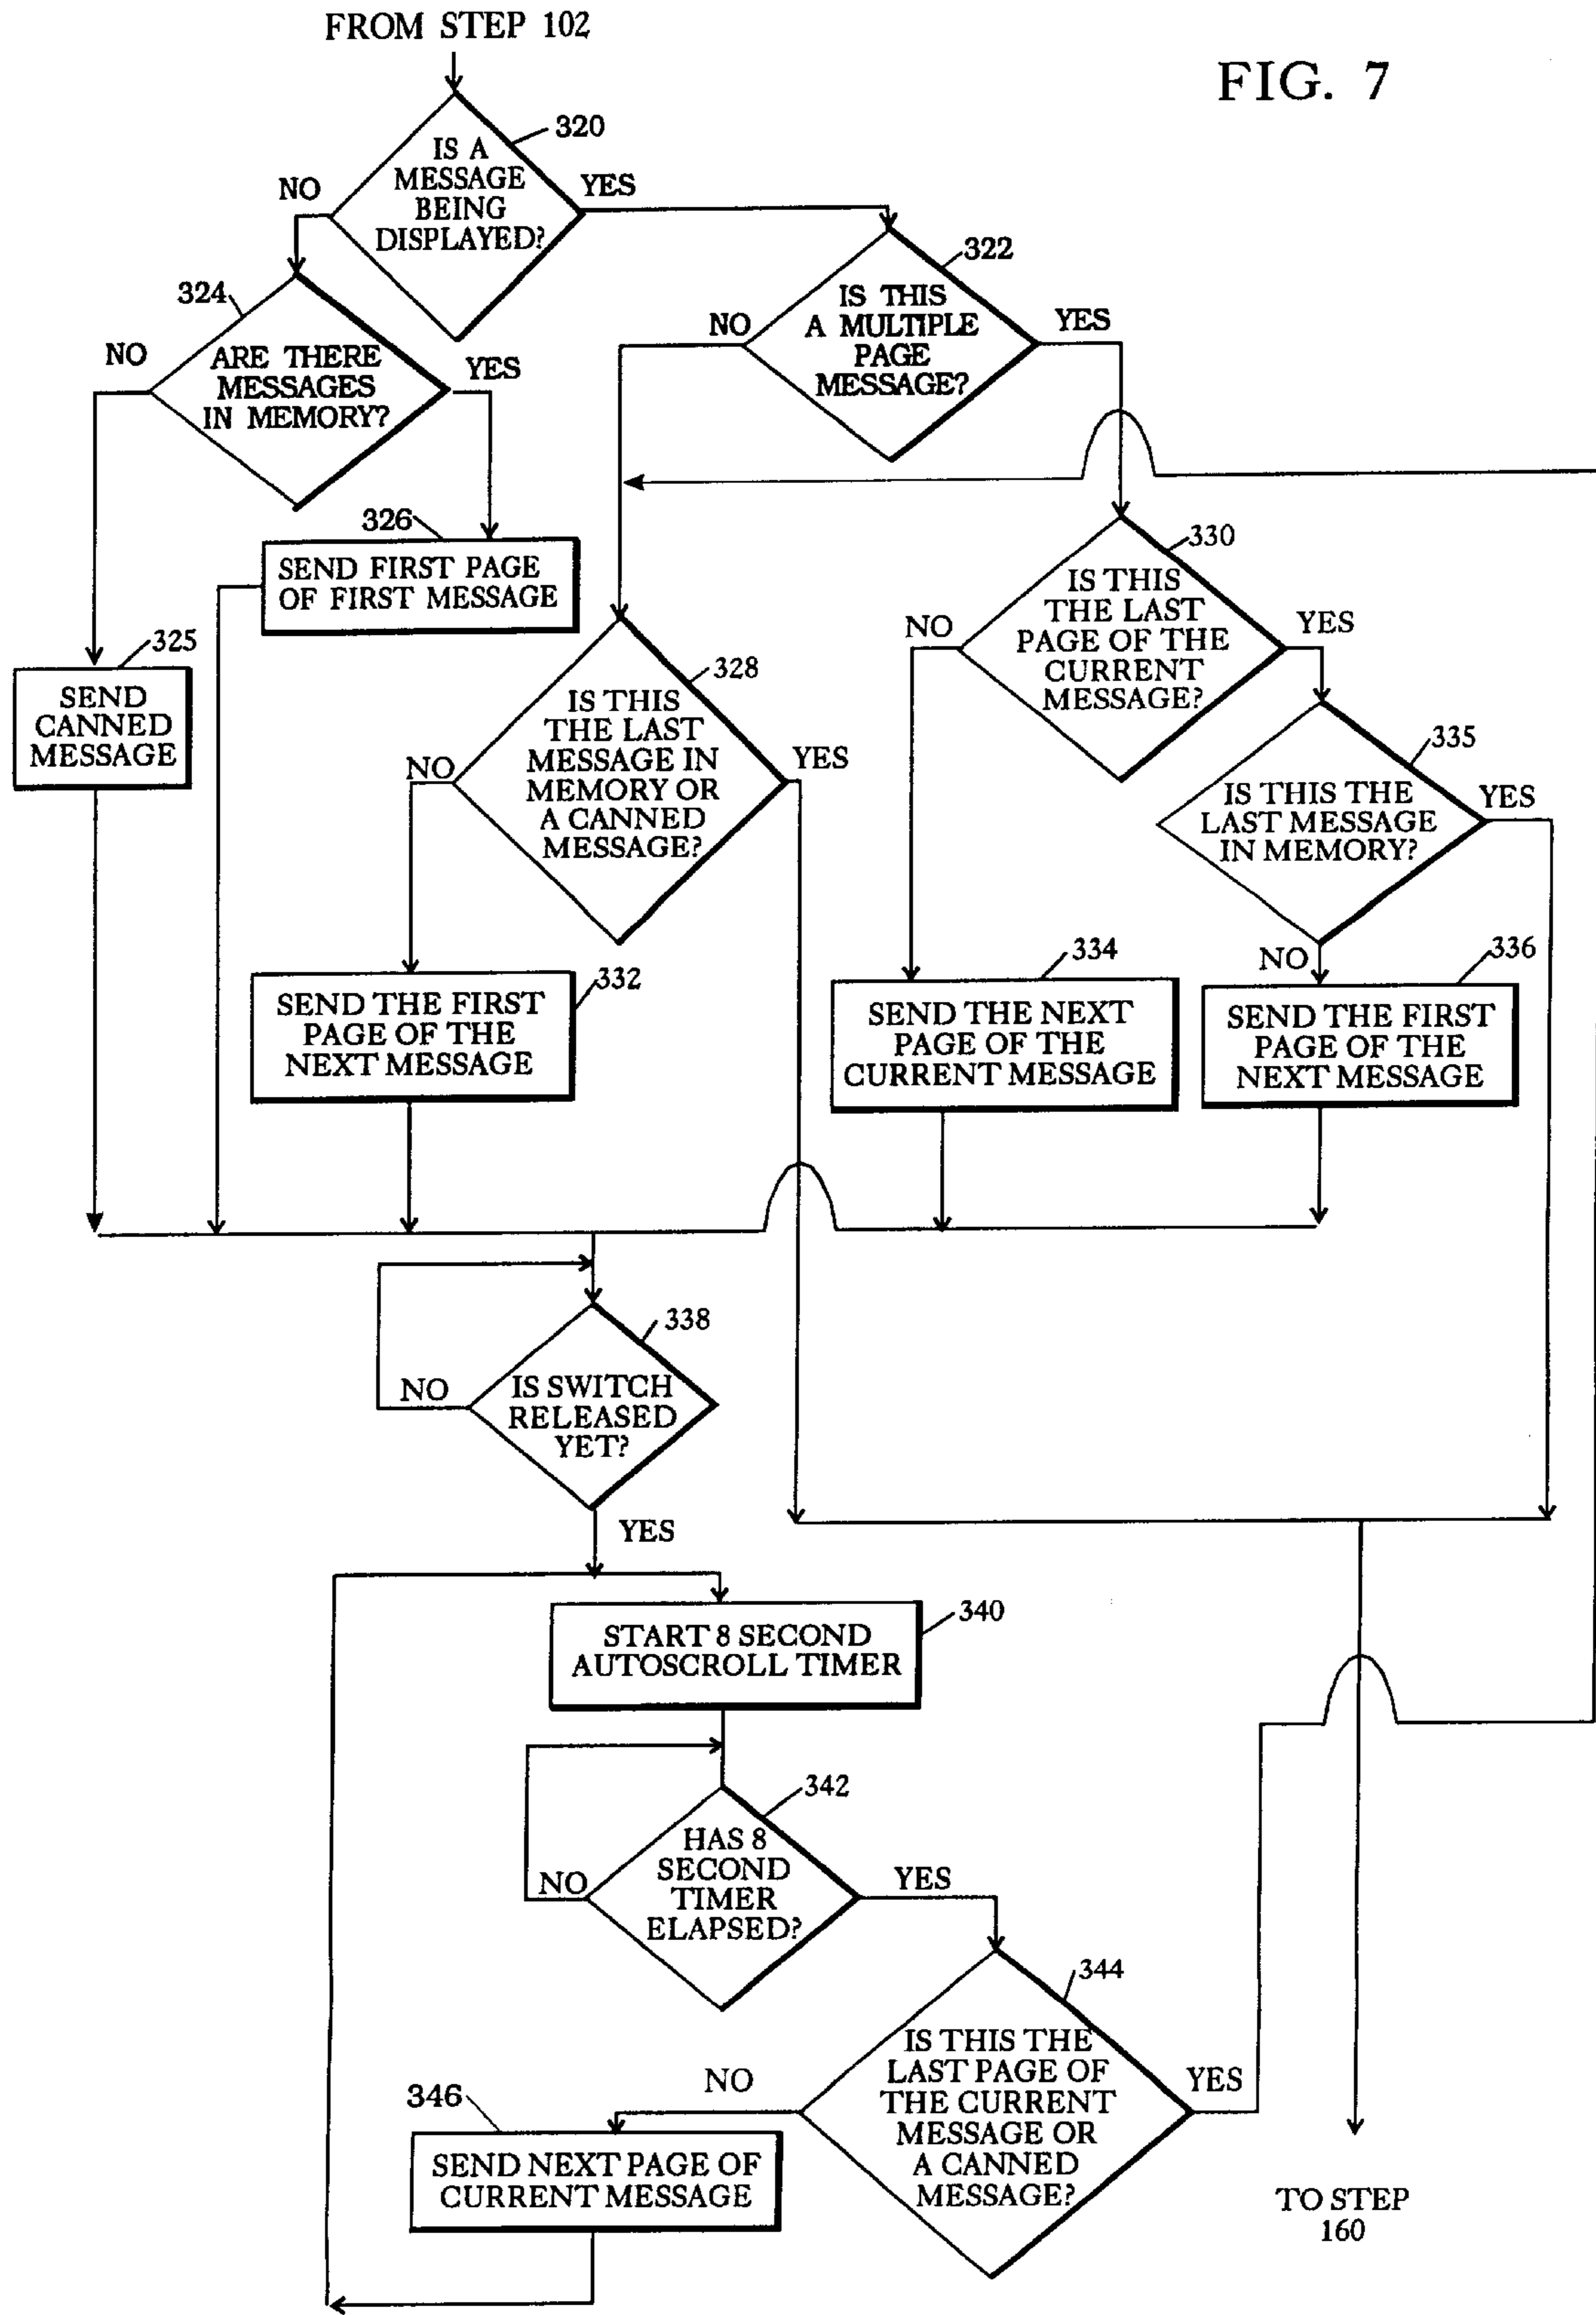 FROM STEP 102
FIG. 7
320
IS A
MESSAGE
BEING
DISPLAYED?
NO
YES
322
IS THIS
A MULTIPLE
PAGE
MESSAGE?
NO
YES
324
ARE THERE
MESSAGES
IN MEMORY?
NO
YES
326
SEND FIRST PAGE
OF FIRST MESSAGE
325
SEND
CANNED
MESSAGE
328
IS THIS
THE LAST
MESSAGE IN
MEMORY OR
A CANNED
MESSAGE?
NO
YES
330
IS THIS
THE LAST
PAGE OF THE
CURRENT
MESSAGE?
NO
YES
335
IS THIS THE
LAST MESSAGE
IN MEMORY?
YES
NO
332
SEND THE FIRST
PAGE OF THE
NEXT MESSAGE
334
SEND THE NEXT
PAGE OF THE
CURRENT MESSAGE
336
SEND THE FIRST
PAGE OF THE
NEXT MESSAGE
338
IS SWITCH
RELEASED
YET?
NO
YES
340
START 8 SECOND
AUTOSCROLL TIMER
342
HAS 8
SECOND
TIMER
ELAPSED?
NO
YES
344
IS THIS THE
LAST PAGE OF
THE CURRENT
MESSAGE OR
A CANNED
MESSAGE?
NO
YES
346
SEND NEXT PAGE OF
CURRENT MESSAGE
TO STEP
160